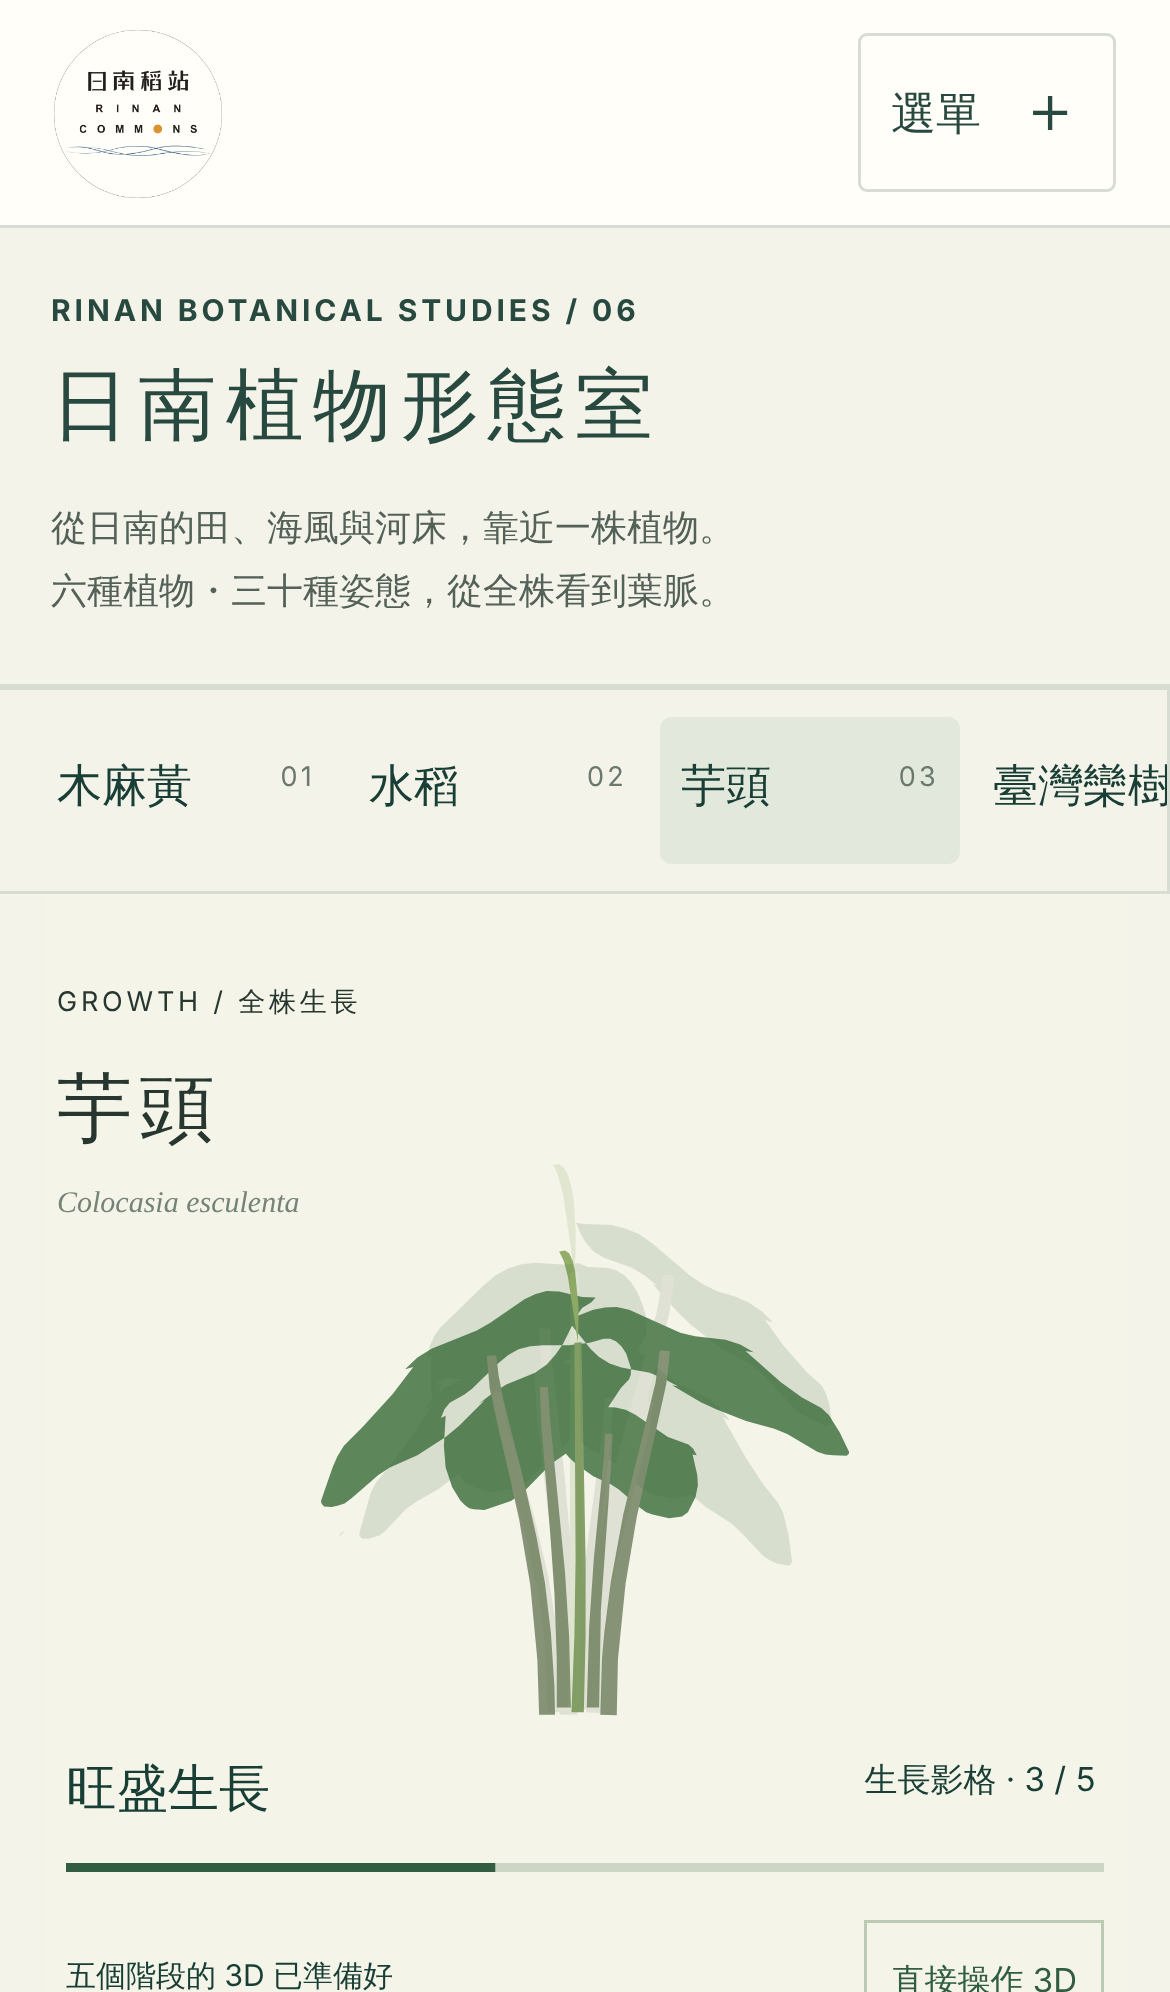 日南稻站
RINAN
COMMONS
選單 +
RINAN BOTANICAL STUDIES / 06
日南植物形態室
從日南的田、海風與河床，靠近一株植物。
六種植物・三十種姿態，從全株看到葉脈。
木麻黃 01 水稻 02 芋頭 03 臺灣欒樹
GROWTH / 全株生長
芋頭
Colocasia esculenta
旺盛生長 生長影格 · 3 / 5
五個階段的 3D 已準備好 直接操作 3D